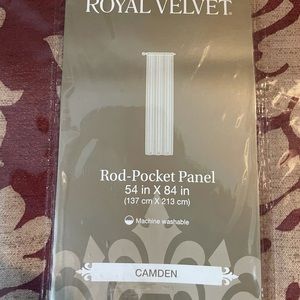 ROYAL VELVET®
Rod-Pocket Panel
54 in X 84 in
(137 cm X 213 cm)
Machine washable
CAMDEN